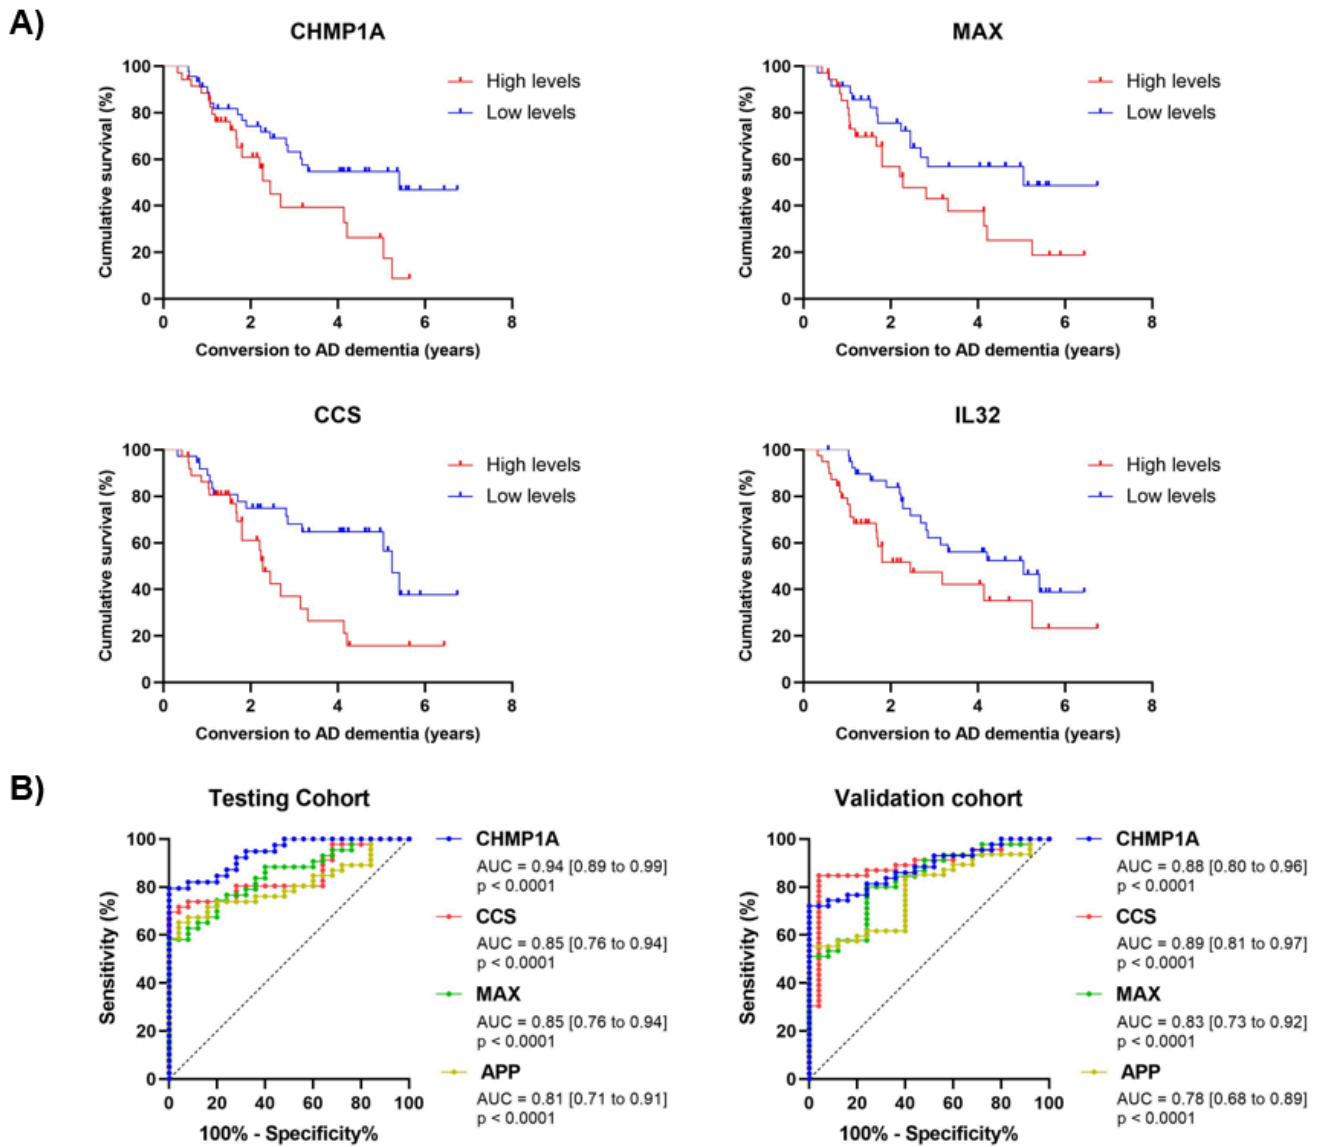 A)
CHMP1A
100
80
60
40
20
0
Cumulative survival (%)
0 2 4 6 8
Conversion to AD dementia (years)
High levels
Low levels
MAX
100
80
60
40
20
0
Cumulative survival (%)
0 2 4 6 8
Conversion to AD dementia (years)
High levels
Low levels
CCS
100
80
60
40
20
0
Cumulative survival (%)
0 2 4 6 8
Conversion to AD dementia (years)
High levels
Low levels
IL32
100
80
60
40
20
0
Cumulative survival (%)
0 2 4 6 8
Conversion to AD dementia (years)
High levels
Low levels
B)
Testing Cohort
100
80
60
40
20
0
Sensitivity (%)
0 20 40 60 80 100
100% - Specificity%
CHMP1A
AUC = 0.94 [0.89 to 0.99]
p < 0.0001
CCS
AUC = 0.85 [0.76 to 0.94]
p < 0.0001
MAX
AUC = 0.85 [0.76 to 0.94]
p < 0.0001
APP
AUC = 0.81 [0.71 to 0.91]
p < 0.0001
Validation cohort
100
80
60
40
20
0
Sensitivity (%)
0 20 40 60 80 100
100% - Specificity%
CHMP1A
AUC = 0.88 [0.80 to 0.96]
p < 0.0001
CCS
AUC = 0.89 [0.81 to 0.97]
p < 0.0001
MAX
AUC = 0.83 [0.73 to 0.92]
p < 0.0001
APP
AUC = 0.78 [0.68 to 0.89]
p < 0.0001